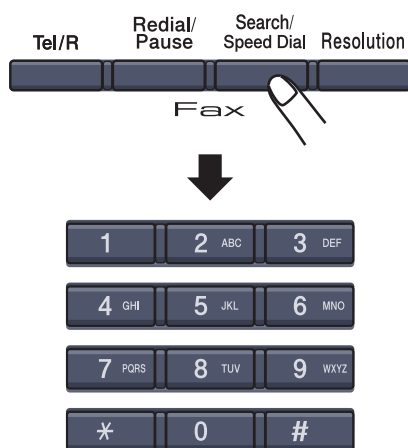 Tel/R
Redial/
Pause
Search/
Speed Dial
Resolution
Fax
1 2 ABC 3 DEF
4 GHI 5 JKL 6 MNO
7 PQRS 8 TUV 9 WXYZ
* 0 #